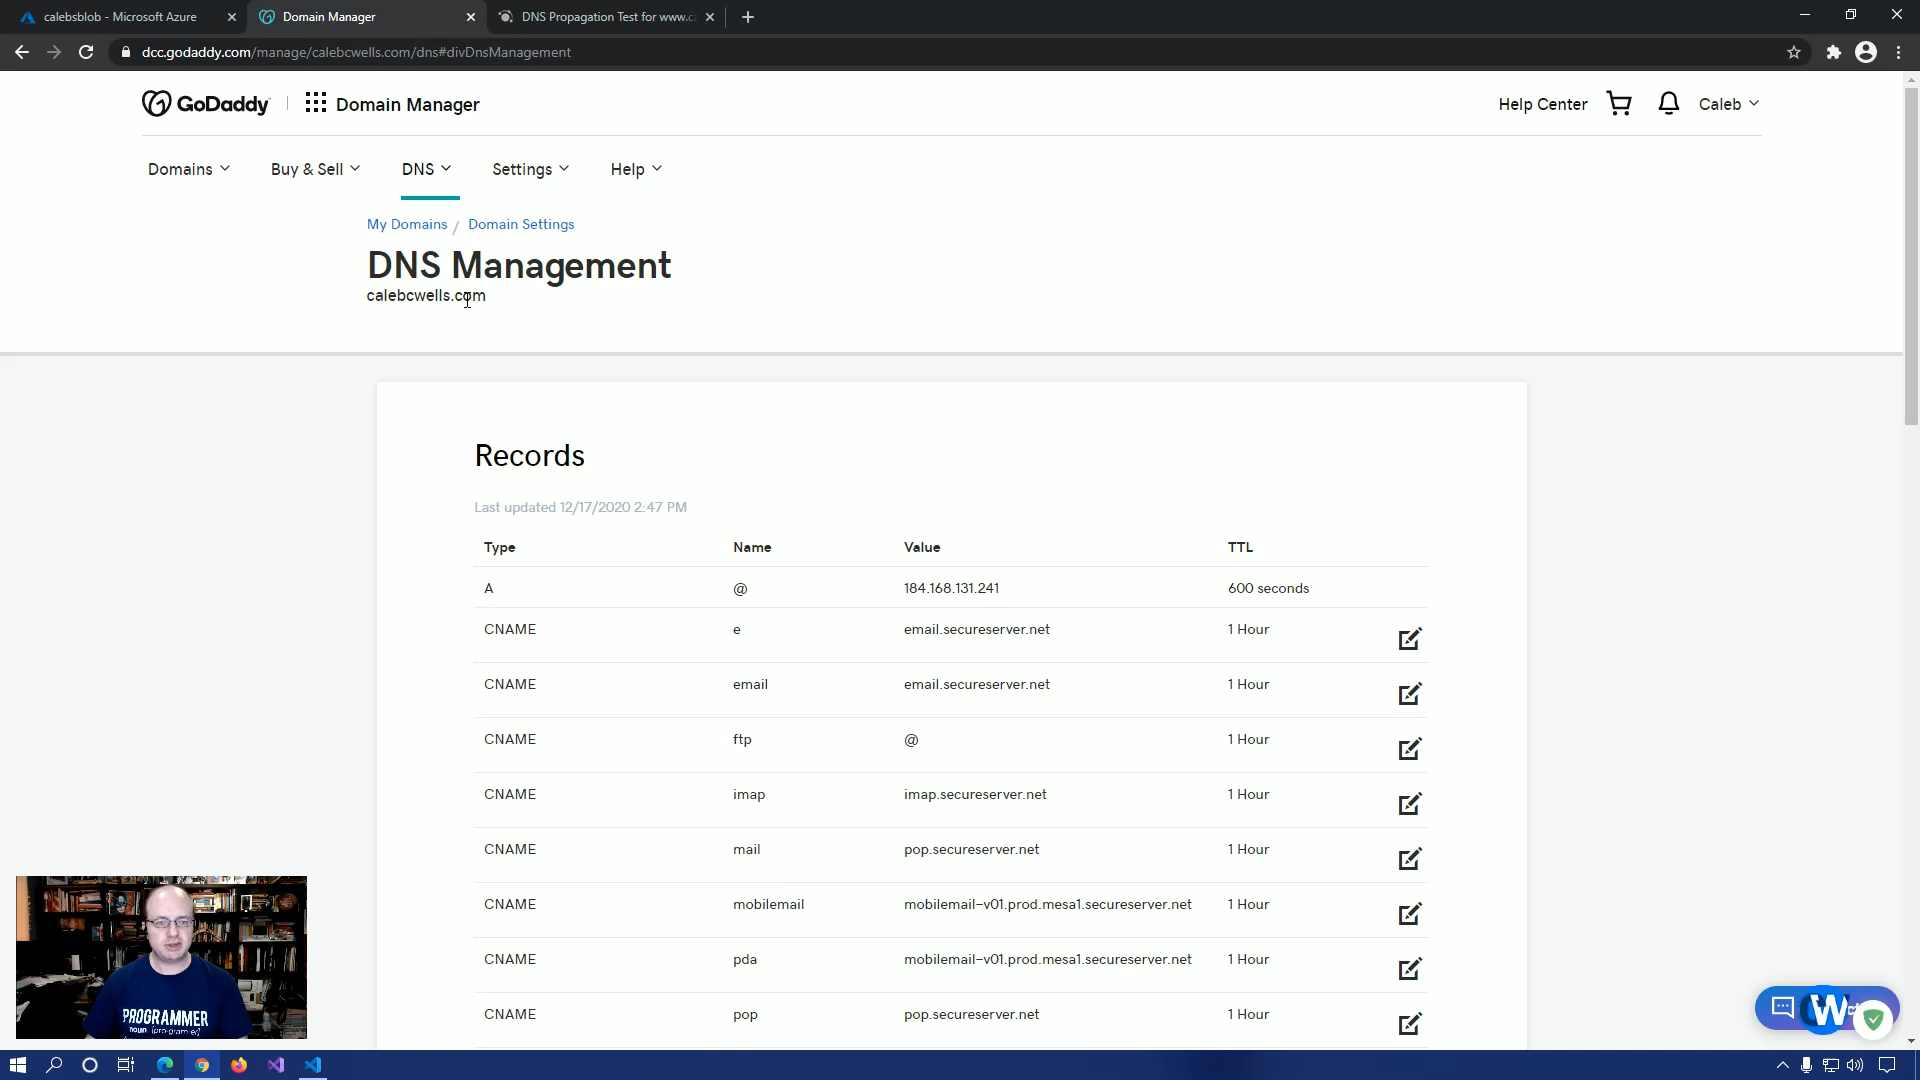 calebsblob - Microsoft Azure
Domain Manager
DNS Propagation Test for www.c
dcc.godaddy.com/manage/calebcwells.com/dns#divDnsManagement
GoDaddy
Domain Manager
Help Center
Caleb
Domains
Buy & Sell
DNS
Settings
Help
My Domains / Domain Settings
DNS Management
calebcwells.com
Records
Last updated 12/17/2020 2:47 PM
Type Name Value TTL
A @ 184.168.131.241 600 seconds
CNAME e email.secureserver.net 1 Hour
CNAME email email.secureserver.net 1 Hour
CNAME ftp @ 1 Hour
CNAME imap imap.secureserver.net 1 Hour
CNAME mail pop.secureserver.net 1 Hour
CNAME mobilemail mobilemail-v01.prod.mesa1.secureserver.net 1 Hour
CNAME pda mobilemail-v01.prod.mesa1.secureserver.net 1 Hour
CNAME pop pop.secureserver.net 1 Hour
PROGRAMMER
noun [pro-gram-er]
W